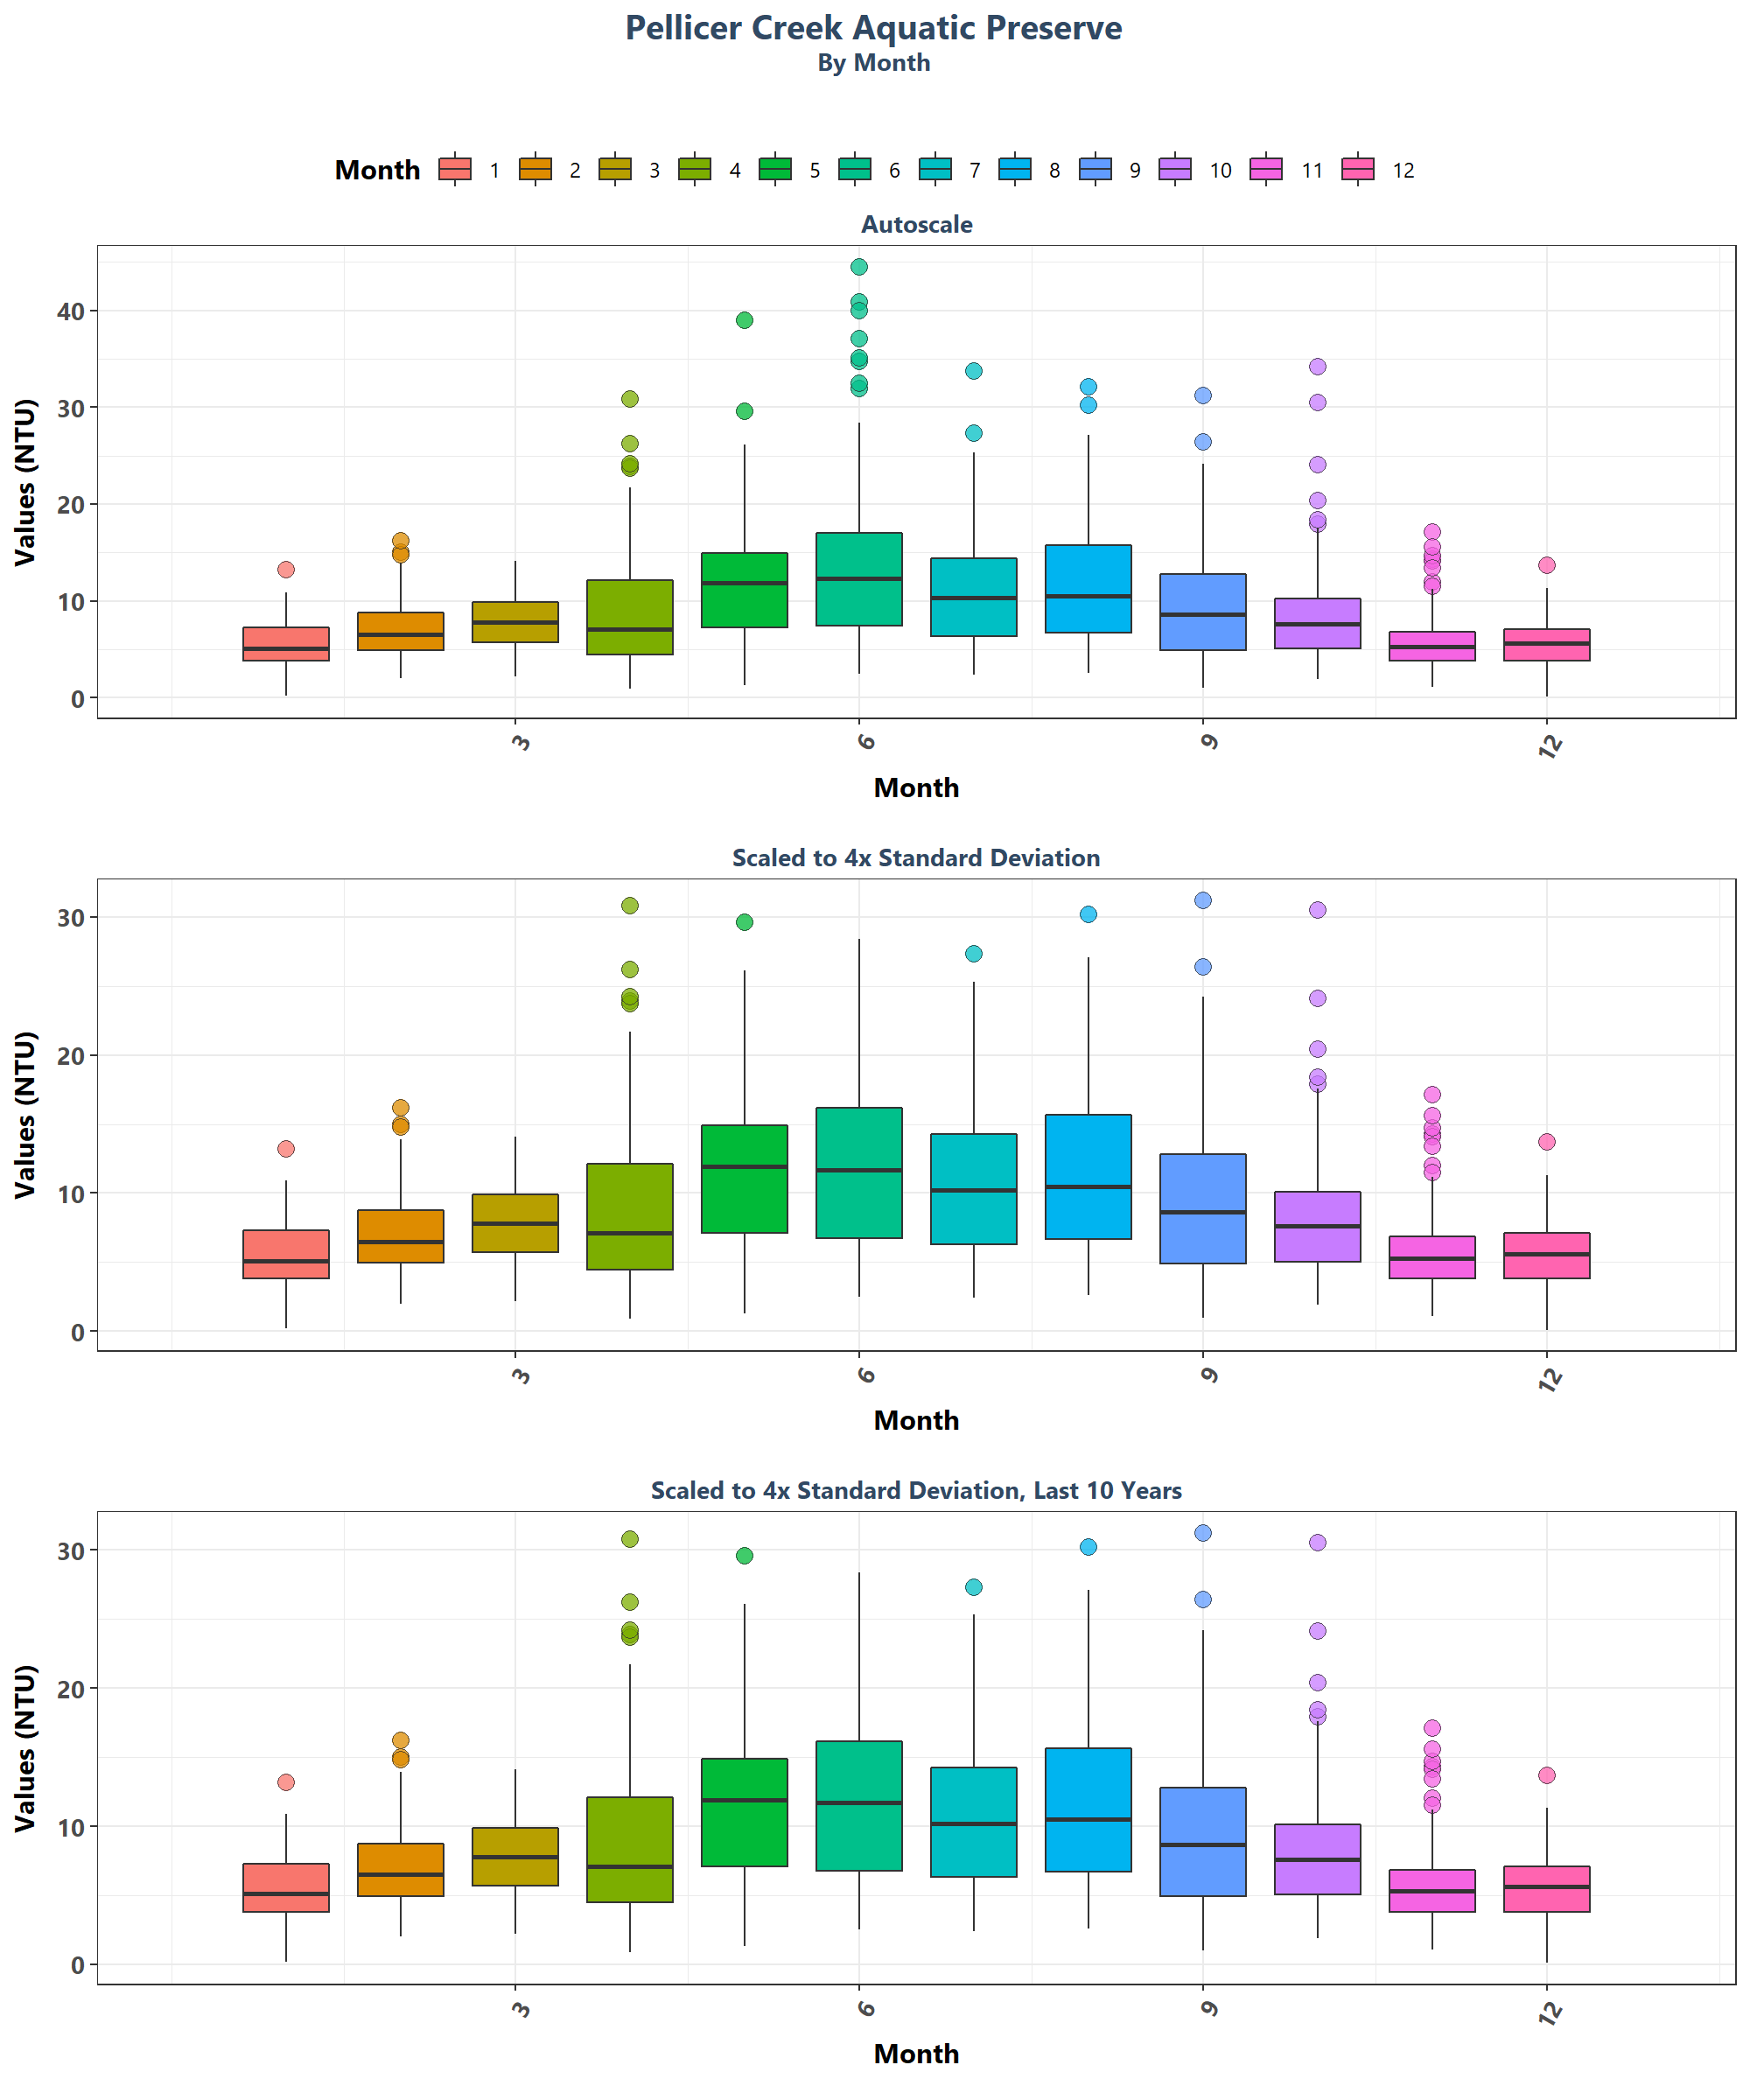 Pellicer Creek Aquatic Preserve
By Month
Month 1 2 3 4 5 6 7 8 9 10 11 12
Autoscale
Values (NTU)
40
30
20
10
0
3 6 9 12
Month
Scaled to 4x Standard Deviation
Values (NTU)
30
20
10
0
3 6 9 12
Month
Scaled to 4x Standard Deviation, Last 10 Years
Values (NTU)
30
20
10
0
3 6 9 12
Month